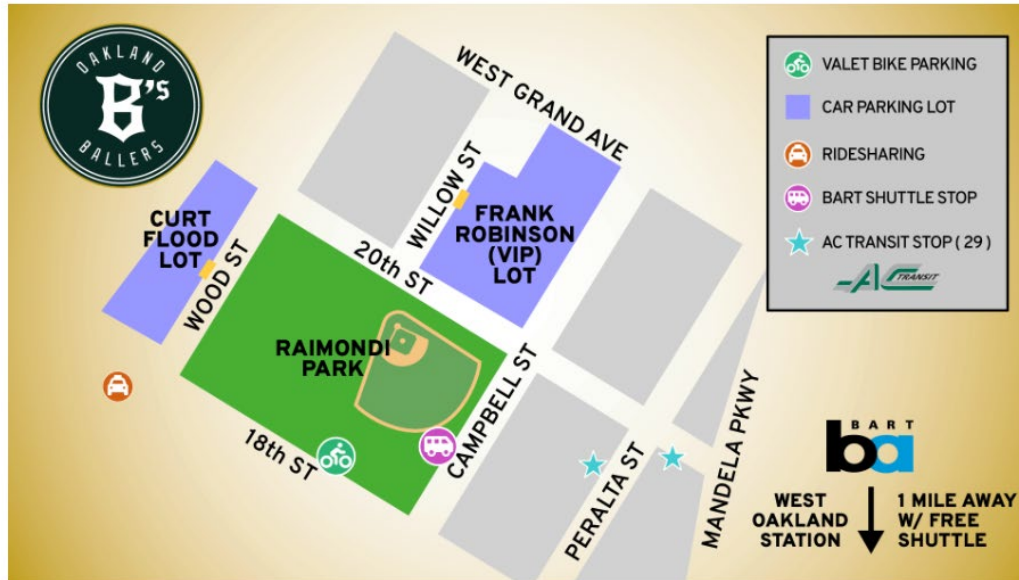 OAKLAND
B's
BALLERS
WEST GRAND AVE
WILLOW ST
CURT
FLOOD
LOT
WOOD ST
FRANK
ROBINSON
(VIP)
LOT
20th ST
RAIMONDI
PARK
CAMPBELL ST
18th ST
PERALTA ST
MANDELA PKWY
VALET BIKE PARKING
CAR PARKING LOT
RIDESHARING
BART SHUTTLE STOP
AC TRANSIT STOP ( 29 )
AC TRANSIT
BART
ba
WEST
OAKLAND
STATION
1 MILE AWAY
W/ FREE
SHUTTLE